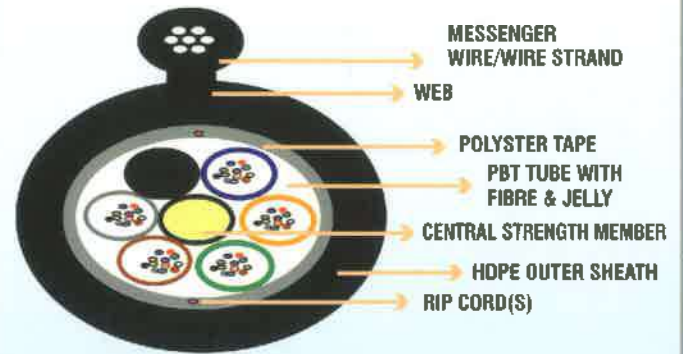 MESSENGER
WIRE/WIRE STRAND
WEB
POLYSTER TAPE
PBT TUBE WITH
FIBRE & JELLY
CENTRAL STRENGTH MEMBER
HDPE OUTER SHEATH
RIP CORD(S)